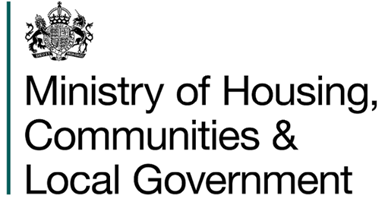 Ministry of Housing,
Communities &
Local Government